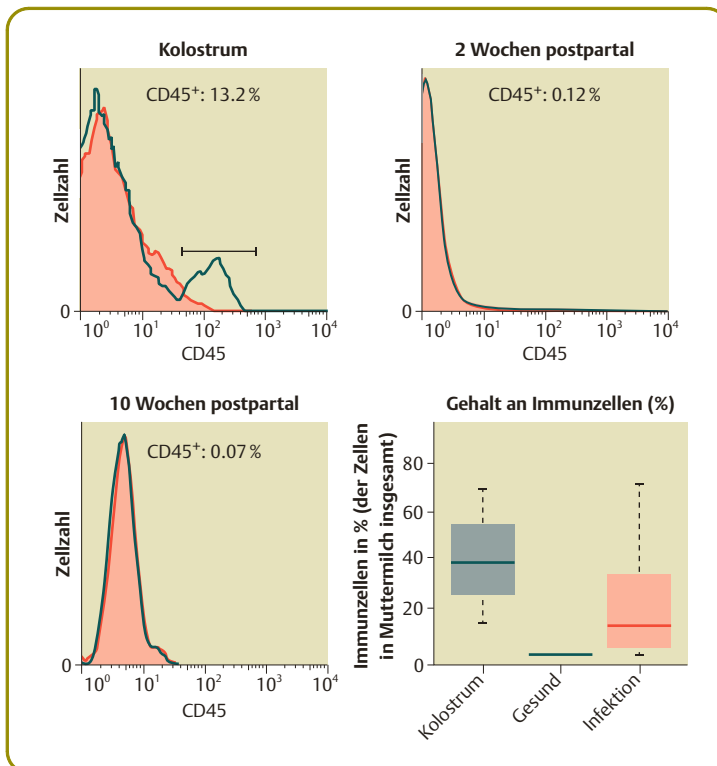 Kolostrum
CD45⁺: 13.2 %
Zellzahl
0
10⁰ 10¹ 10² 10³ 10⁴
CD45
2 Wochen postpartal
CD45⁺: 0.12 %
Zellzahl
0
10⁰ 10¹ 10² 10³ 10⁴
CD45
10 Wochen postpartal
CD45⁺: 0.07 %
Zellzahl
0
10⁰ 10¹ 10² 10³ 10⁴
CD45
Gehalt an Immunzellen (%)
Immunzellen in % (der Zellen
in Muttermilch insgesamt)
80
60
40
20
0
Kolostrum
Gesund
Infektion